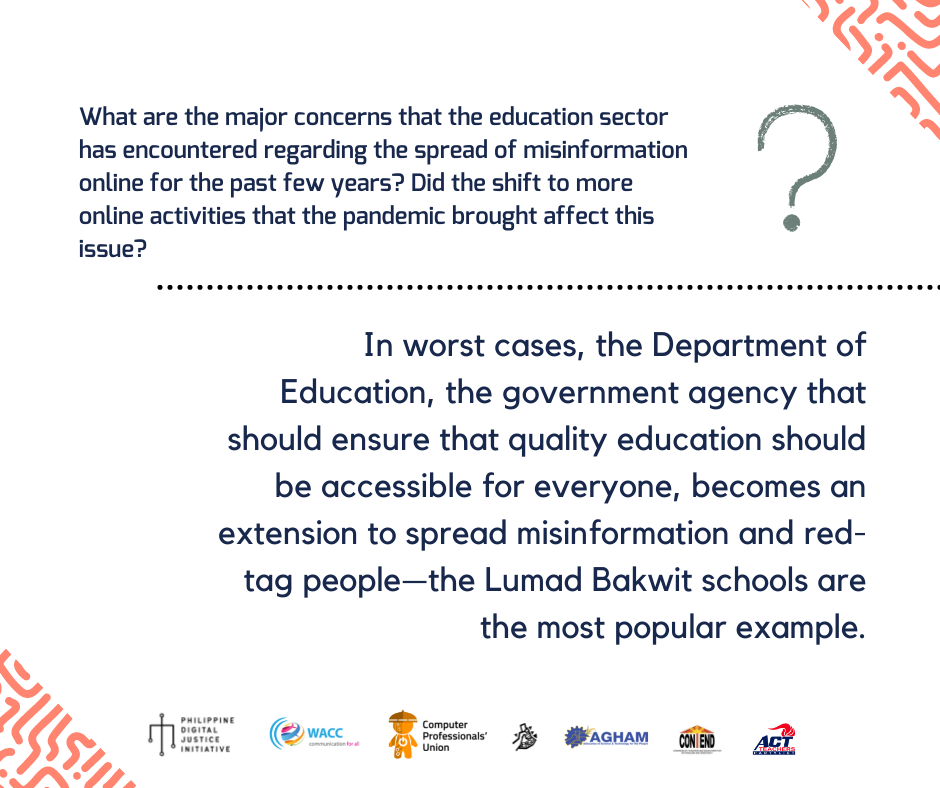 What are the major concerns that the education sector
has encountered regarding the spread of misinformation
online for the past few years? Did the shift to more
online activities that the pandemic brought affect this
issue?
In worst cases, the Department of
Education, the government agency that
should ensure that quality education should
be accessible for everyone, becomes an
extension to spread misinformation and red-
tag people—the Lumad Bakwit schools are
the most popular example.
PHILIPPINE
DIGITAL
JUSTICE
INITIATIVE
WACC
communication for all
Computer
Professionals'
Union
AGHAM
CONTEND
ACT
TEACHERS